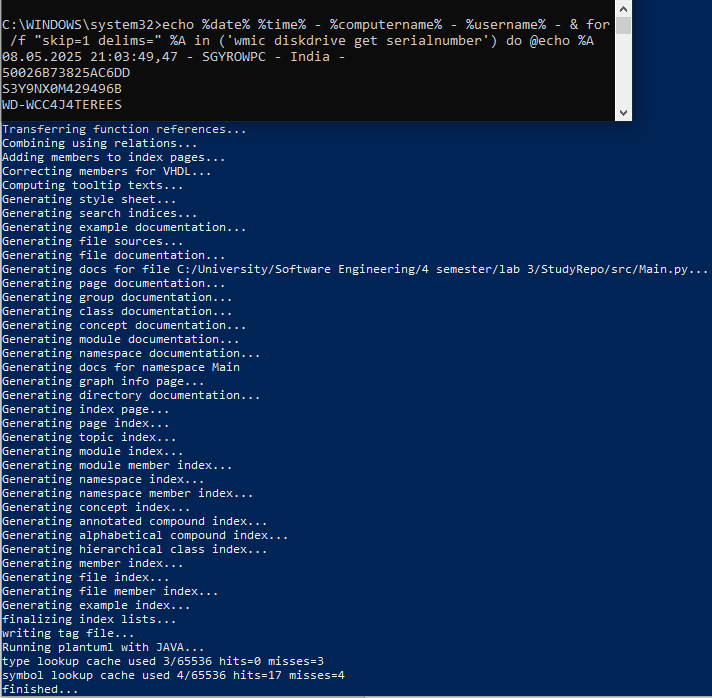 C:\WINDOWS\system32>echo %date% %time% - %computername% - %username% - & for
/f "skip=1 delims=" %A in ('wmic diskdrive get serialnumber') do @echo %A
08.05.2025 21:03:49,47 - SGYROWPC - India -
50026B73825AC6DD
S3Y9NX0M429496B
WD-WCC4J4TEREES
Transferring function references...
Combining using relations...
Adding members to index pages...
Correcting members for VHDL...
Computing tooltip texts...
Generating style sheet...
Generating search indices...
Generating example documentation...
Generating file sources...
Generating file documentation...
Generating docs for file C:/University/Software Engineering/4 semester/lab 3/StudyRepo/src/Main.py...
Generating page documentation...
Generating group documentation...
Generating class documentation...
Generating concept documentation...
Generating module documentation...
Generating namespace documentation...
Generating docs for namespace Main
Generating graph info page...
Generating directory documentation...
Generating index page...
Generating page index...
Generating topic index...
Generating module index...
Generating module member index...
Generating namespace index...
Generating namespace member index...
Generating concept index...
Generating annotated compound index...
Generating alphabetical compound index...
Generating hierarchical class index...
Generating member index...
Generating file index...
Generating file member index...
Generating example index...
finalizing index lists...
writing tag file...
Running plantuml with JAVA...
type lookup cache used 3/65536 hits=0 misses=3
symbol lookup cache used 4/65536 hits=17 misses=4
finished...